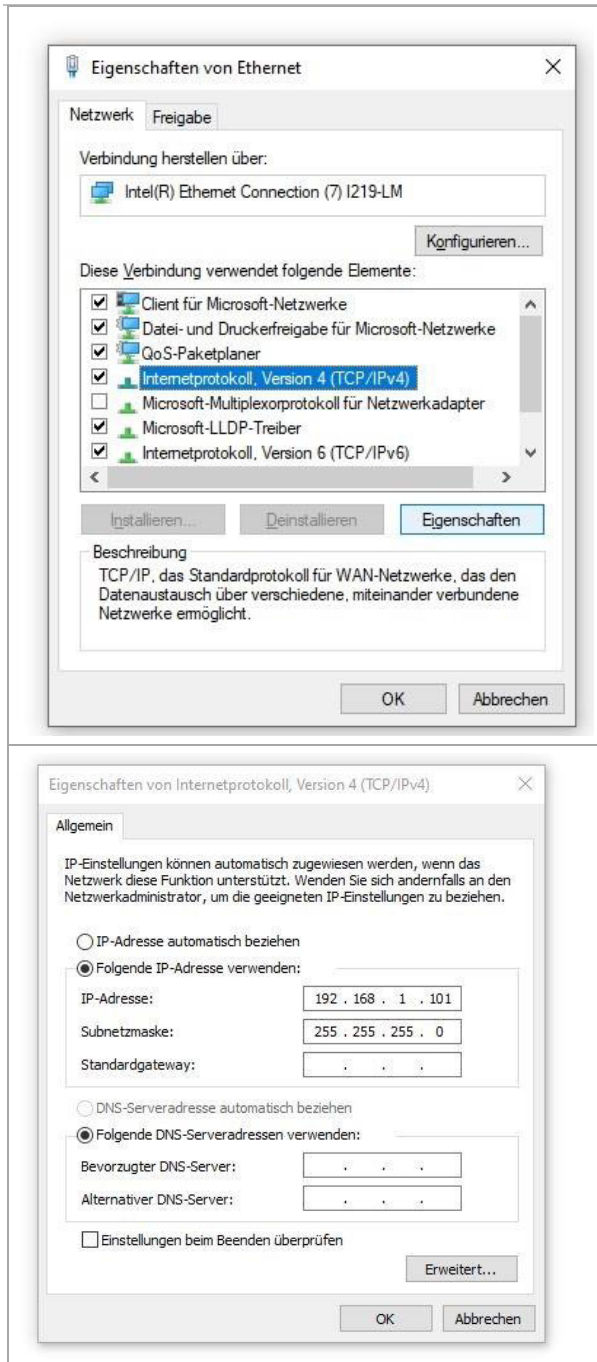 Eigenschaften von Ethernet
Netzwerk
Freigabe
Verbindung herstellen über:
Intel(R) Ethernet Connection (7) I219-LM
Konfigurieren...
Diese Verbindung verwendet folgende Elemente:
Client für Microsoft-Netzwerke
Datei- und Druckerfreigabe für Microsoft-Netzwerke
QoS-Paketplaner
Internetprotokoll, Version 4 (TCP/IPv4)
Microsoft-Multiplexorprotokoll für Netzwerkadapter
Microsoft-LLDP-Treiber
Internetprotokoll, Version 6 (TCP/IPv6)
Installieren...
Deinstallieren
Eigenschaften
Beschreibung
TCP/IP, das Standardprotokoll für WAN-Netzwerke, das den
Datenaustausch über verschiedene, miteinander verbundene
Netzwerke ermöglicht.
OK
Abbrechen
Eigenschaften von Internetprotokoll, Version 4 (TCP/IPv4)
Allgemein
IP-Einstellungen können automatisch zugewiesen werden, wenn das
Netzwerk diese Funktion unterstützt. Wenden Sie sich andernfalls an den
Netzwerkadministrator, um die geeigneten IP-Einstellungen zu beziehen.
IP-Adresse automatisch beziehen
Folgende IP-Adresse verwenden:
IP-Adresse: 192 . 168 . 1 . 101
Subnetzmaske: 255 . 255 . 255 . 0
Standardgateway: . . .
DNS-Serveradresse automatisch beziehen
Folgende DNS-Serveradressen verwenden:
Bevorzugter DNS-Server: . . .
Alternativer DNS-Server: . . .
Einstellungen beim Beenden überprüfen
Erweitert...
OK
Abbrechen